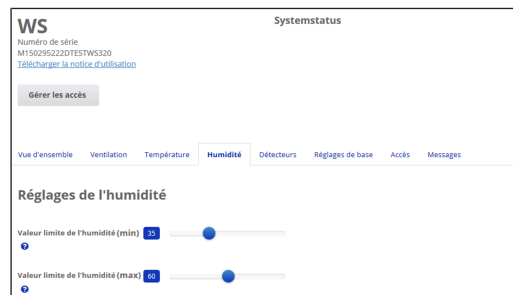 WS
Systemstatus
Numéro de série
M150295222DTESTWS320
Télécharger la notice d'utilisation
Gérer les accès
Vue d'ensemble Ventilation Température Humidité Détecteurs Réglages de base Accès Messages
Réglages de l'humidité
Valeur limite de l'humidité (min) 35
?
Valeur limite de l'humidité (max) 60
?